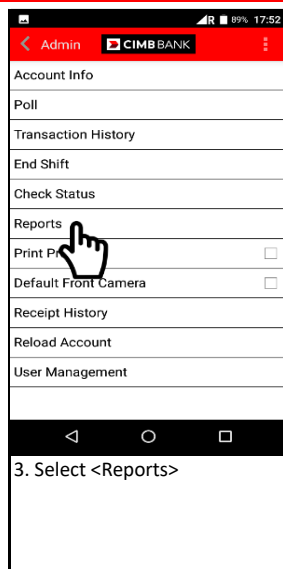 R 89% 17:52
Admin CIMB BANK
Account Info
Poll
Transaction History
End Shift
Check Status
Reports
Print
Default Front Camera
Receipt History
Reload Account
User Management
3. Select <Reports>